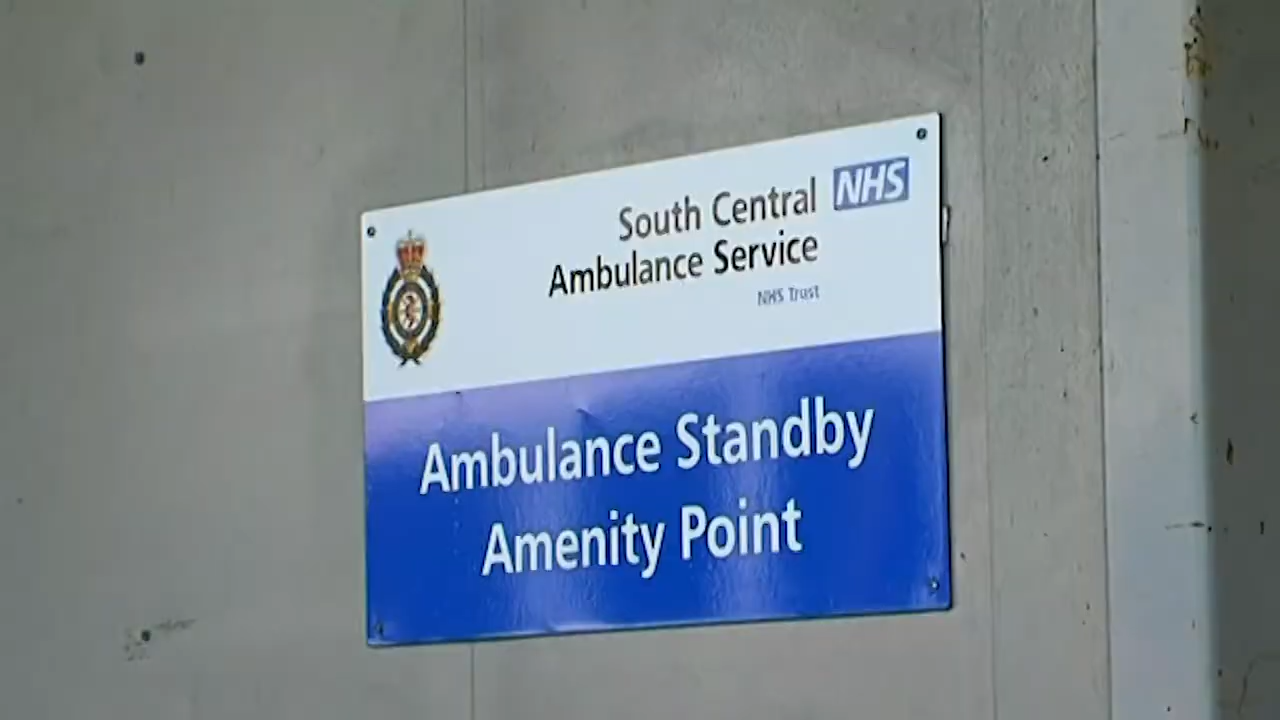 South Central NHS
Ambulance Service
NHS Trust
Ambulance Standby
Amenity Point